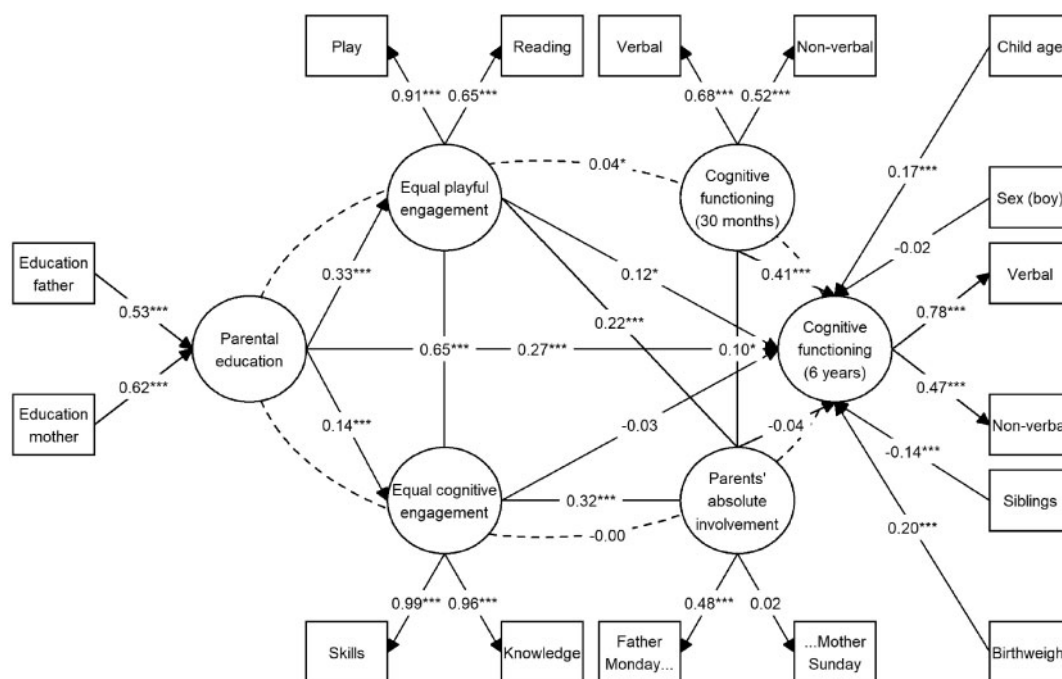 Play
Reading
Verbal
Non-verbal
Child age
0.91***
0.65***
0.68***
0.52***
0.04*
0.17***
Equal playful
engagement
Cognitive
functioning
(30 months)
Sex (boy)
-0.02
Education
father
0.33***
0.12*
0.41***
Verbal
0.53***
0.22***
0.78***
Parental
education
0.65***
0.27***
0.10*
Cognitive
functioning
(6 years)
0.62***
0.47***
Education
mother
0.14***
-0.03
-0.04
Non-verbal
-0.14***
Equal cognitive
engagement
0.32***
Parents'
absolute
involvement
Siblings
-0.00
0.20***
0.99***
0.96***
0.48***
0.02
Skills
Knowledge
Father
Monday...
...Mother
Sunday
Birthweigh